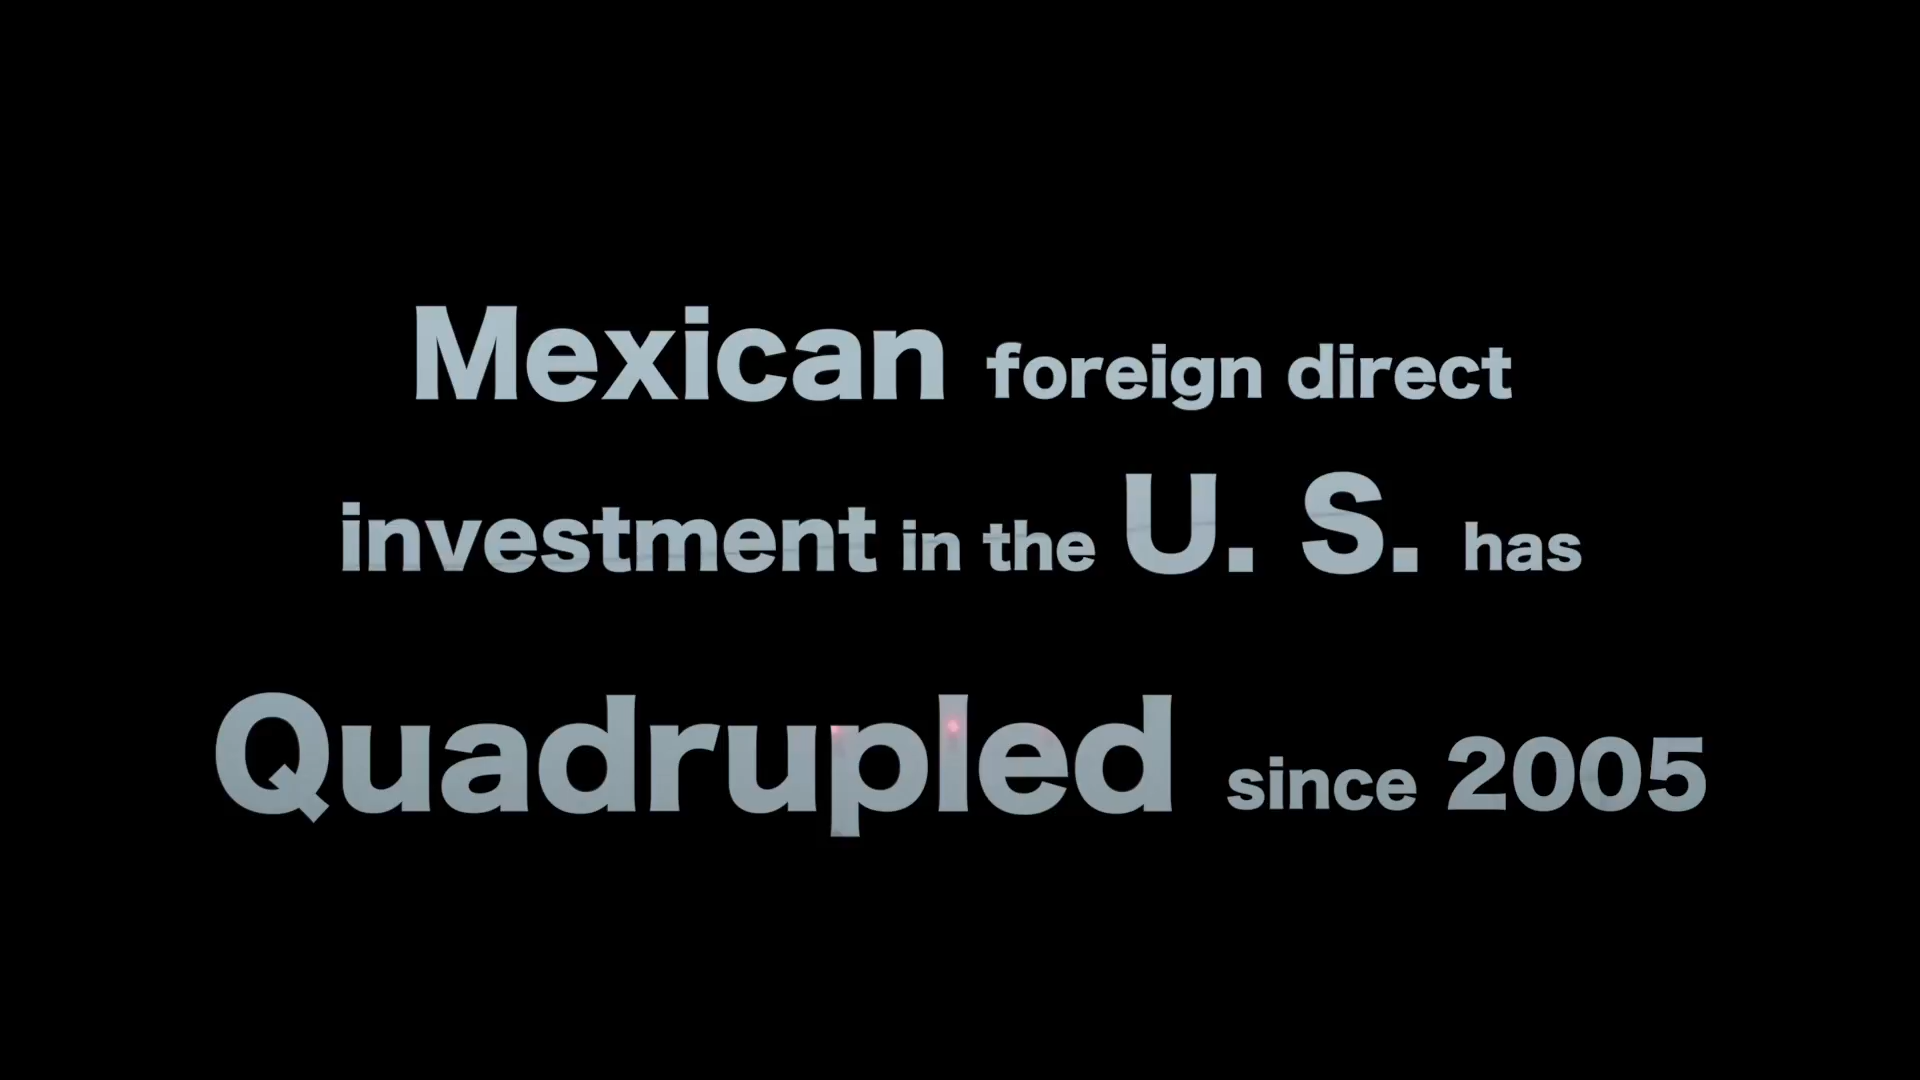 Mexican foreign direct
investment in the U. S. has
Quadrupled since 2005